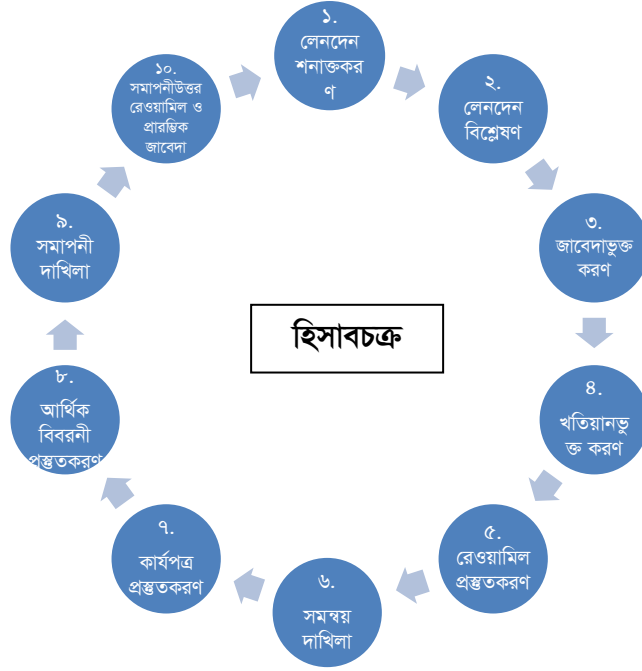 ১.
লেনদেন
শনাক্তকর
ণ
২.
লেনদেন
বিশ্লেষণ
৩.
জাবেদাভুক্ত
করণ
৪.
খতিয়ানভু
ক্ত করণ
৫.
রেওয়ামিল
প্রস্তুতকরণ
৬.
সমন্বয়
দাখিলা
৭.
কার্যপত্র
প্রস্তুতকরণ
৮.
আর্থিক
বিবরনী
প্রস্তুতকরণ
৯.
সমাপনী
দাখিলা
১০.
সমাপনীউত্তর
রেওয়ামিল ও
প্রারম্ভিক
জাবেদা
হিসাবচক্র